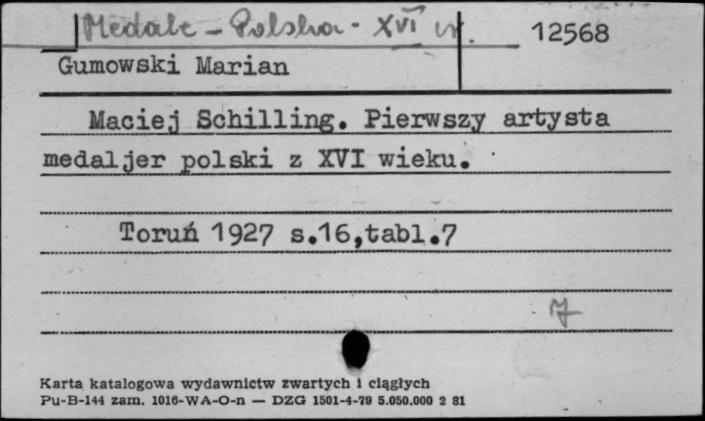 Medale - Polska - XVI w. 12568
Gumowski Marian
Maciej Schilling. Pierwszy artysta
medaljer polski z XVI wieku.
Toruń 1927 s.16,tabl.7
Karta katalogowa wydawnictw zwartych i ciągłych
Pu-B-144 zam. 1016-WA-O-n — DZG 1501-4-79 5.050.000 2 81